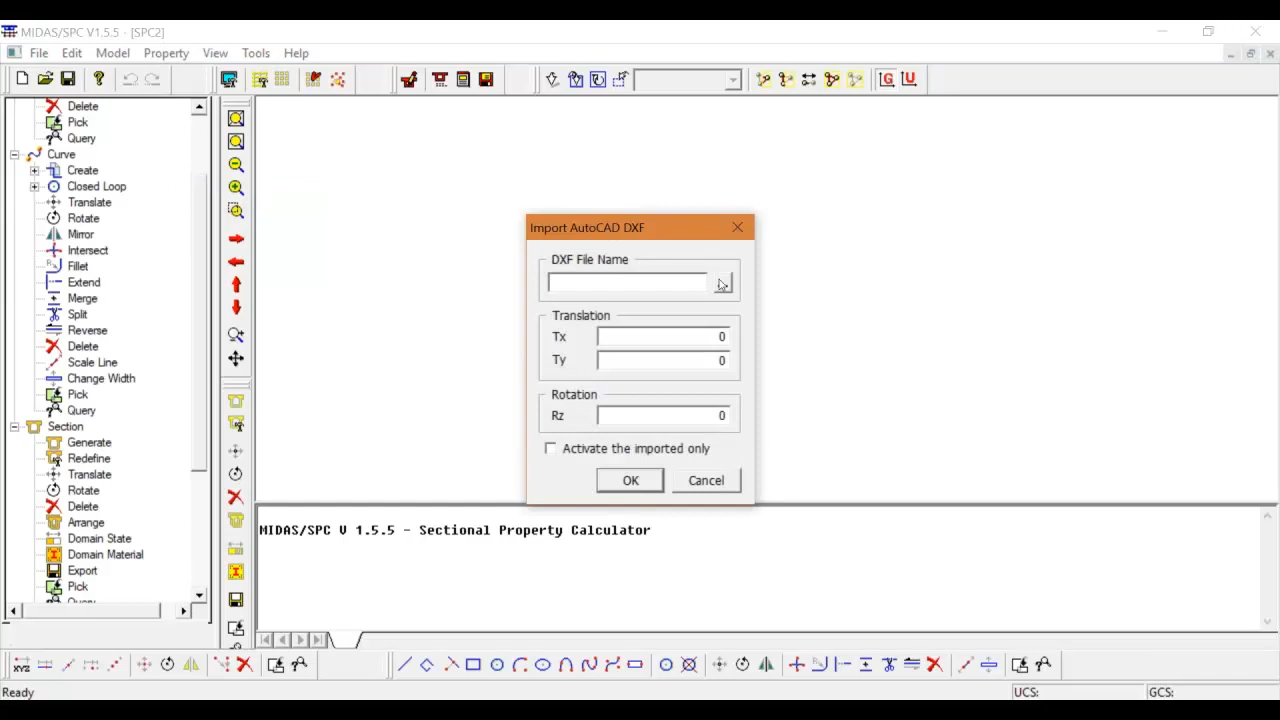 MIDAS/SPC V1.5.5 - [SPC2]
File Edit Model Property View Tools Help
Delete
Pick
Query
Curve
Create
Closed Loop
Translate
Rotate
Mirror
Intersect
Fillet
Extend
Merge
Split
Reverse
Delete
Scale Line
Change Width
Pick
Query
Section
Generate
Redefine
Translate
Rotate
Delete
Arrange
Domain State
Domain Material
Export
Pick
Import AutoCAD DXF
DXF File Name
Translation
Tx 0
Ty 0
Rotation
Rz 0
Activate the imported only
OK Cancel
MIDAS/SPC V 1.5.5 - Sectional Property Calculator
Ready UCS: GCS: